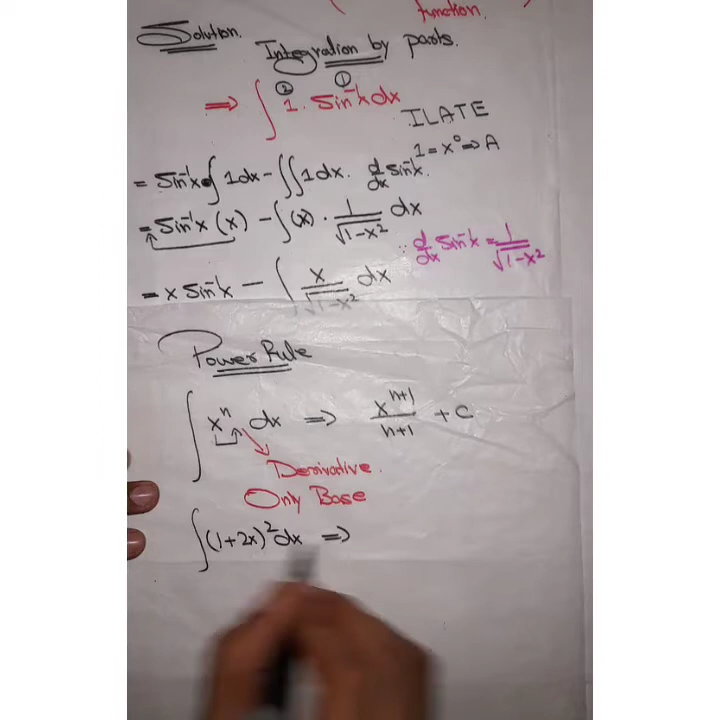 function.
Solution.
Integration by parts.
② ①
⇒ ∫ 1. Sin⁻¹x dx
ILATE
1 = x⁰ ⇒ A
= Sin⁻¹x ∫ 1dx - ∫∫ 1dx. d/dx Sin⁻¹x.
= Sin⁻¹x (x) - ∫(x) · 1/√(1-x²) dx
∵ d/dx Sin⁻¹x = 1/√(1-x²)
= x Sin⁻¹x - ∫ x/√(1-x²) dx
Power Rule
∫ xⁿ dx ⇒ xⁿ⁺¹/n+1 + c
Derivative.
Only Base
∫(1+2x)² dx ⇒